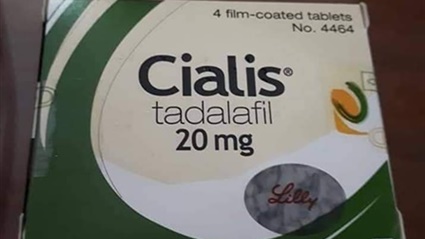 4 film-coated tablets
No. 4464
Cialis®
tadalafil
20 mg
Lilly